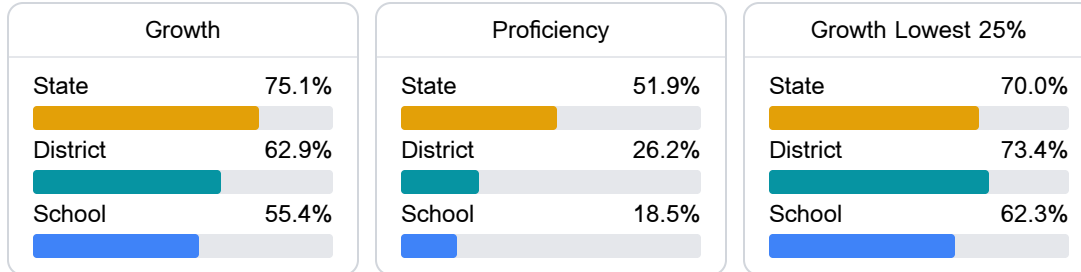 Growth
State 75.1%
District 62.9%
School 55.4%
Proficiency
State 51.9%
District 26.2%
School 18.5%
Growth Lowest 25%
State 70.0%
District 73.4%
School 62.3%